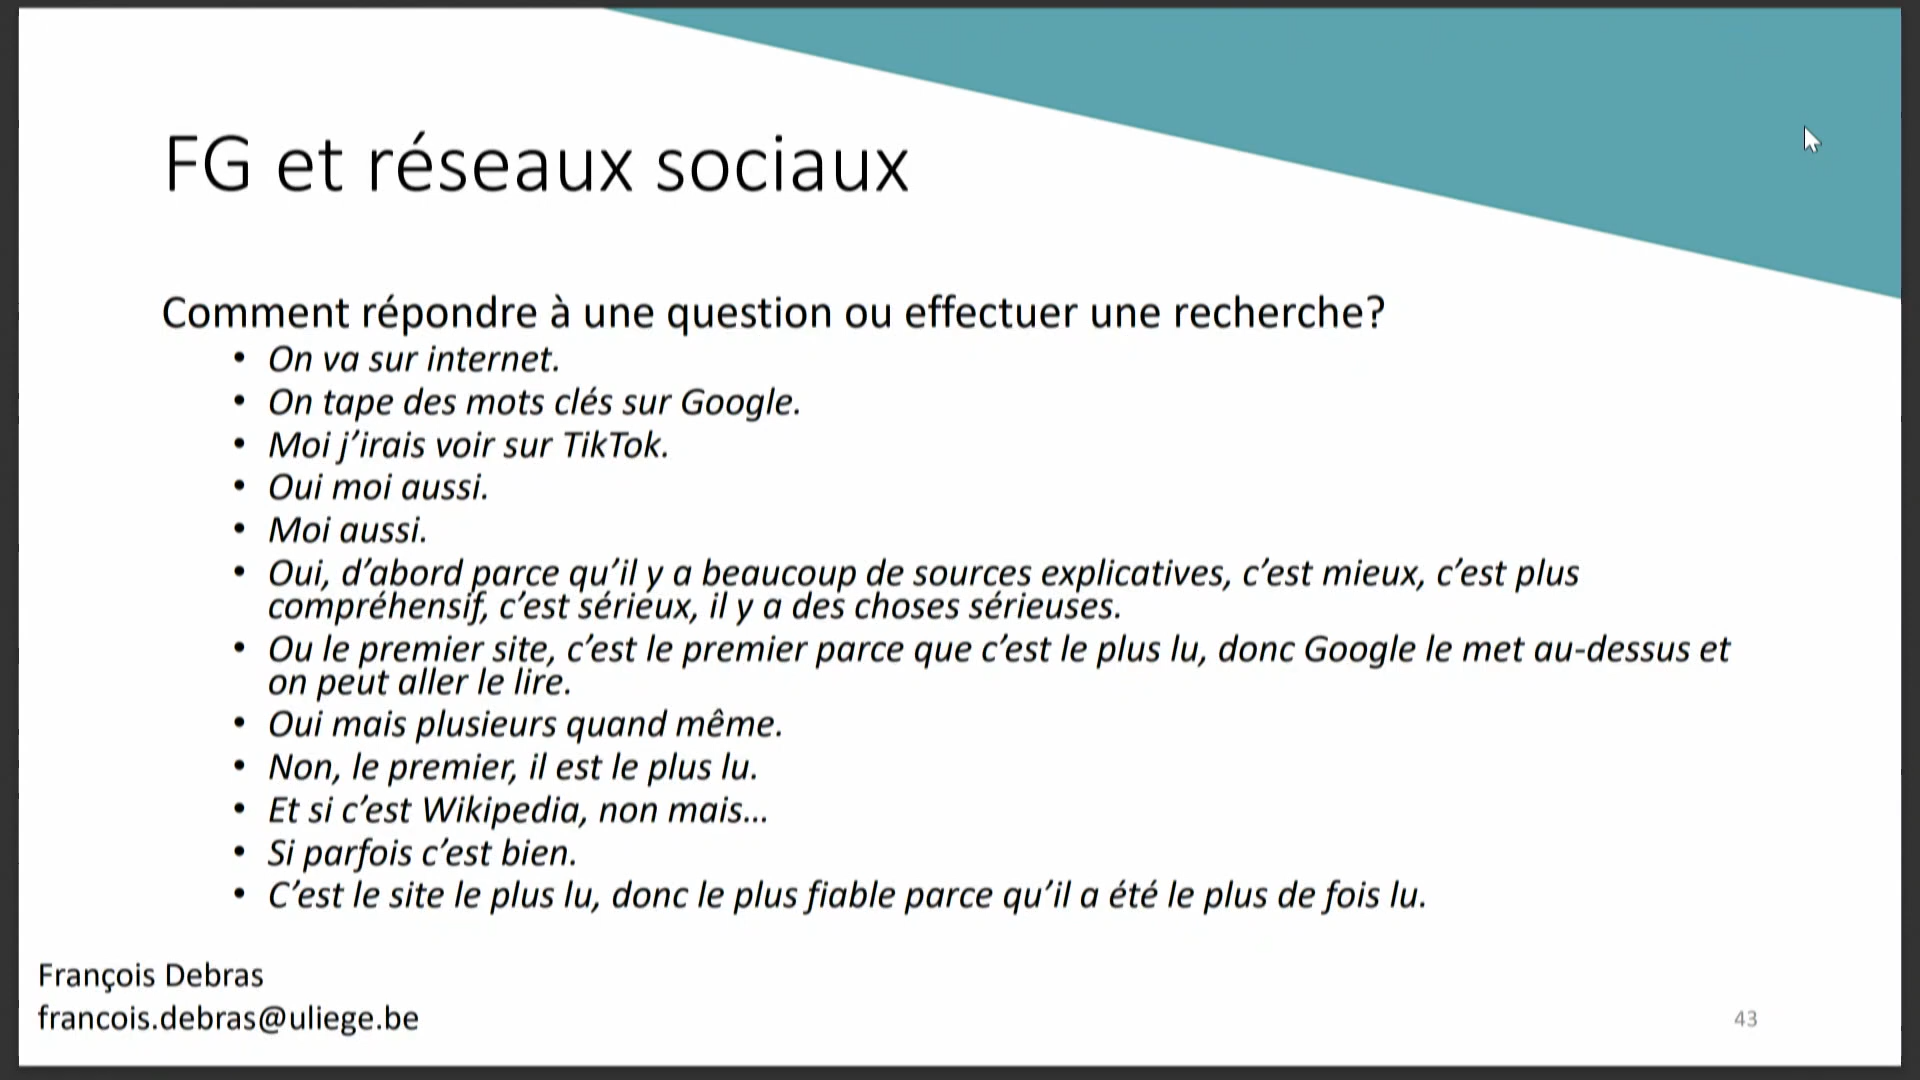 FG et réseaux sociaux
Comment répondre à une question ou effectuer une recherche?
• On va sur internet.
• On tape des mots clés sur Google.
• Moi j’irais voir sur TikTok.
• Oui moi aussi.
• Moi aussi.
• Oui, d’abord parce qu’il y a beaucoup de sources explicatives, c’est mieux, c’est plus
compréhensif, c’est sérieux, il y a des choses sérieuses.
• Ou le premier site, c’est le premier parce que c’est le plus lu, donc Google le met au-dessus et
on peut aller le lire.
• Oui mais plusieurs quand même.
• Non, le premier, il est le plus lu.
• Et si c’est Wikipedia, non mais…
• Si parfois c’est bien.
• C’est le site le plus lu, donc le plus fiable parce qu’il a été le plus de fois lu.
François Debras
francois.debras@uliege.be
43